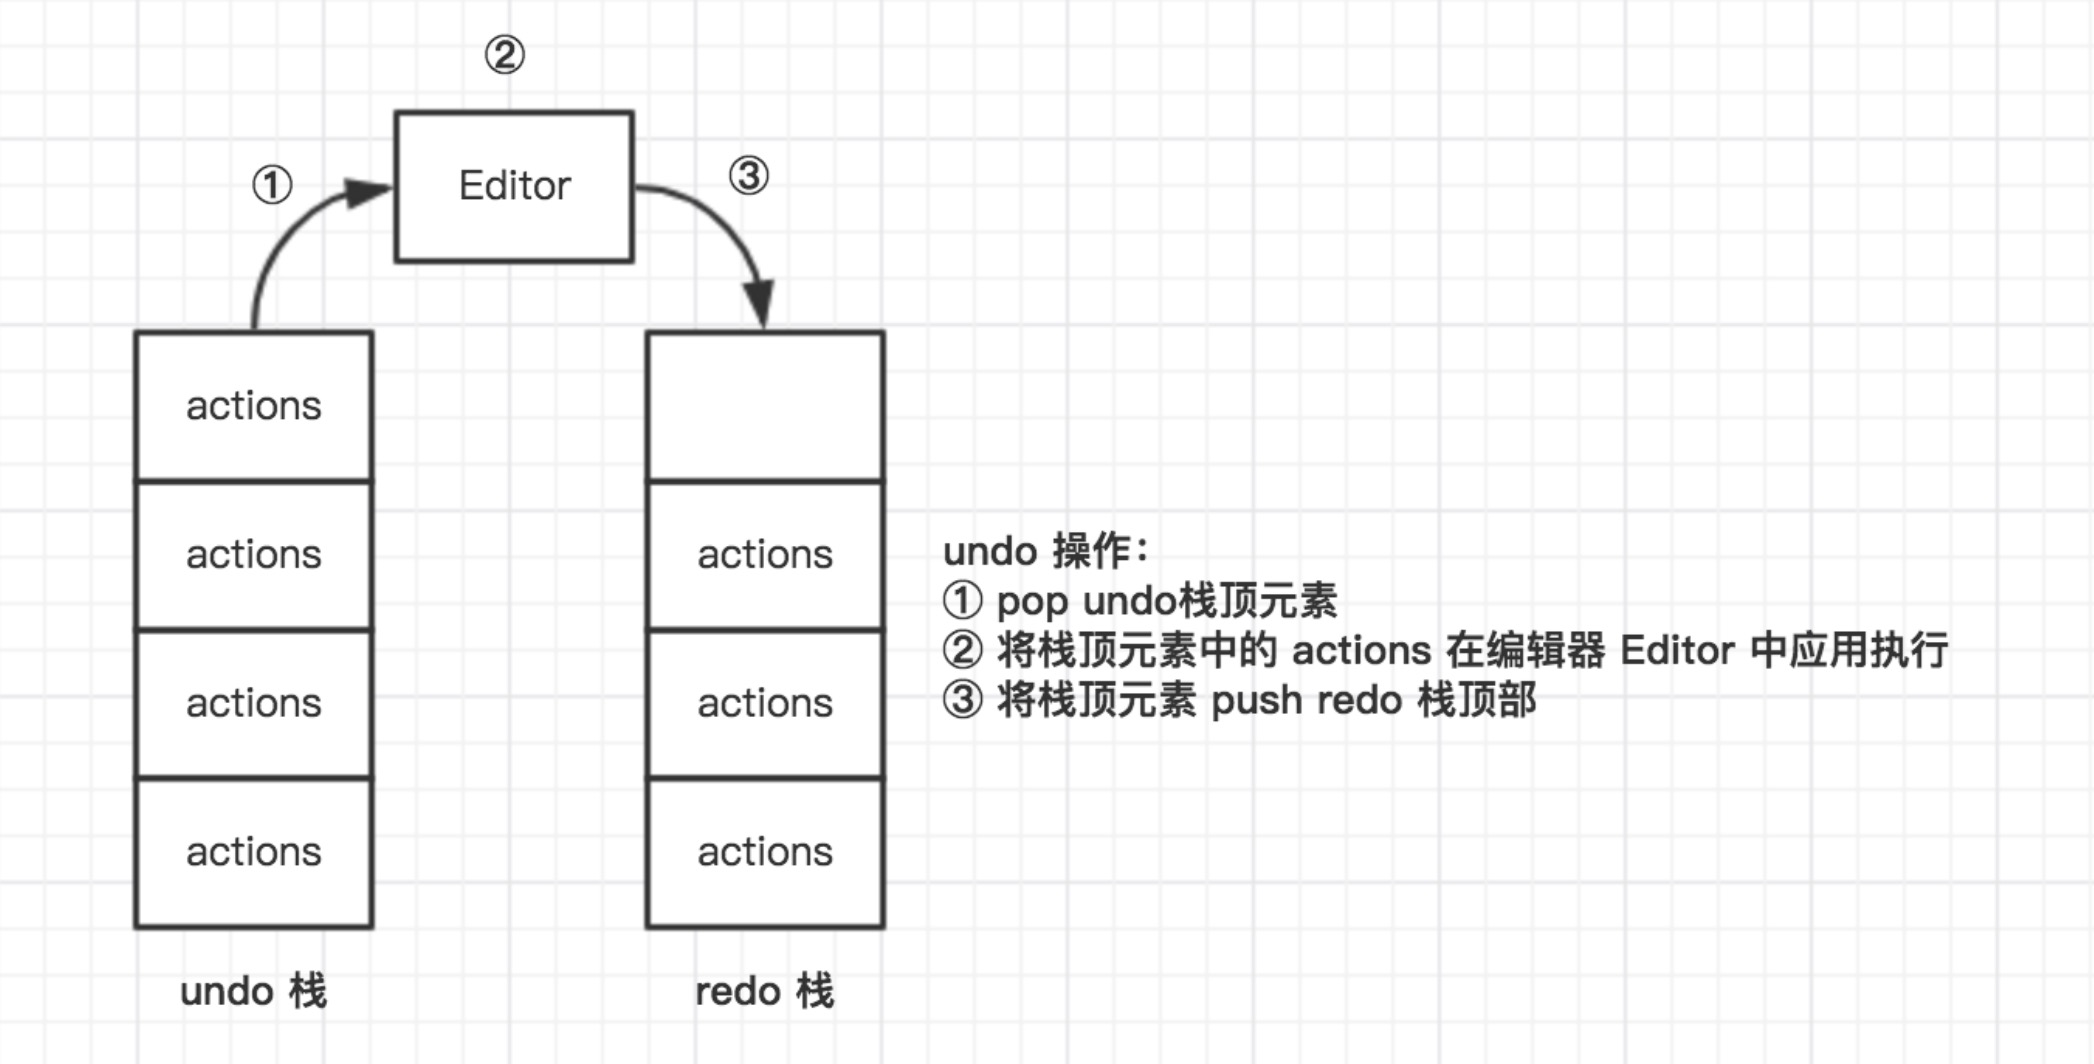 ②
①
Editor
③
actions
actions
actions
actions
actions
actions
actions
undo 操作：
① pop undo栈顶元素
② 将栈顶元素中的 actions 在编辑器 Editor 中应用执行
③ 将栈顶元素 push redo 栈顶部
undo 栈
redo 栈